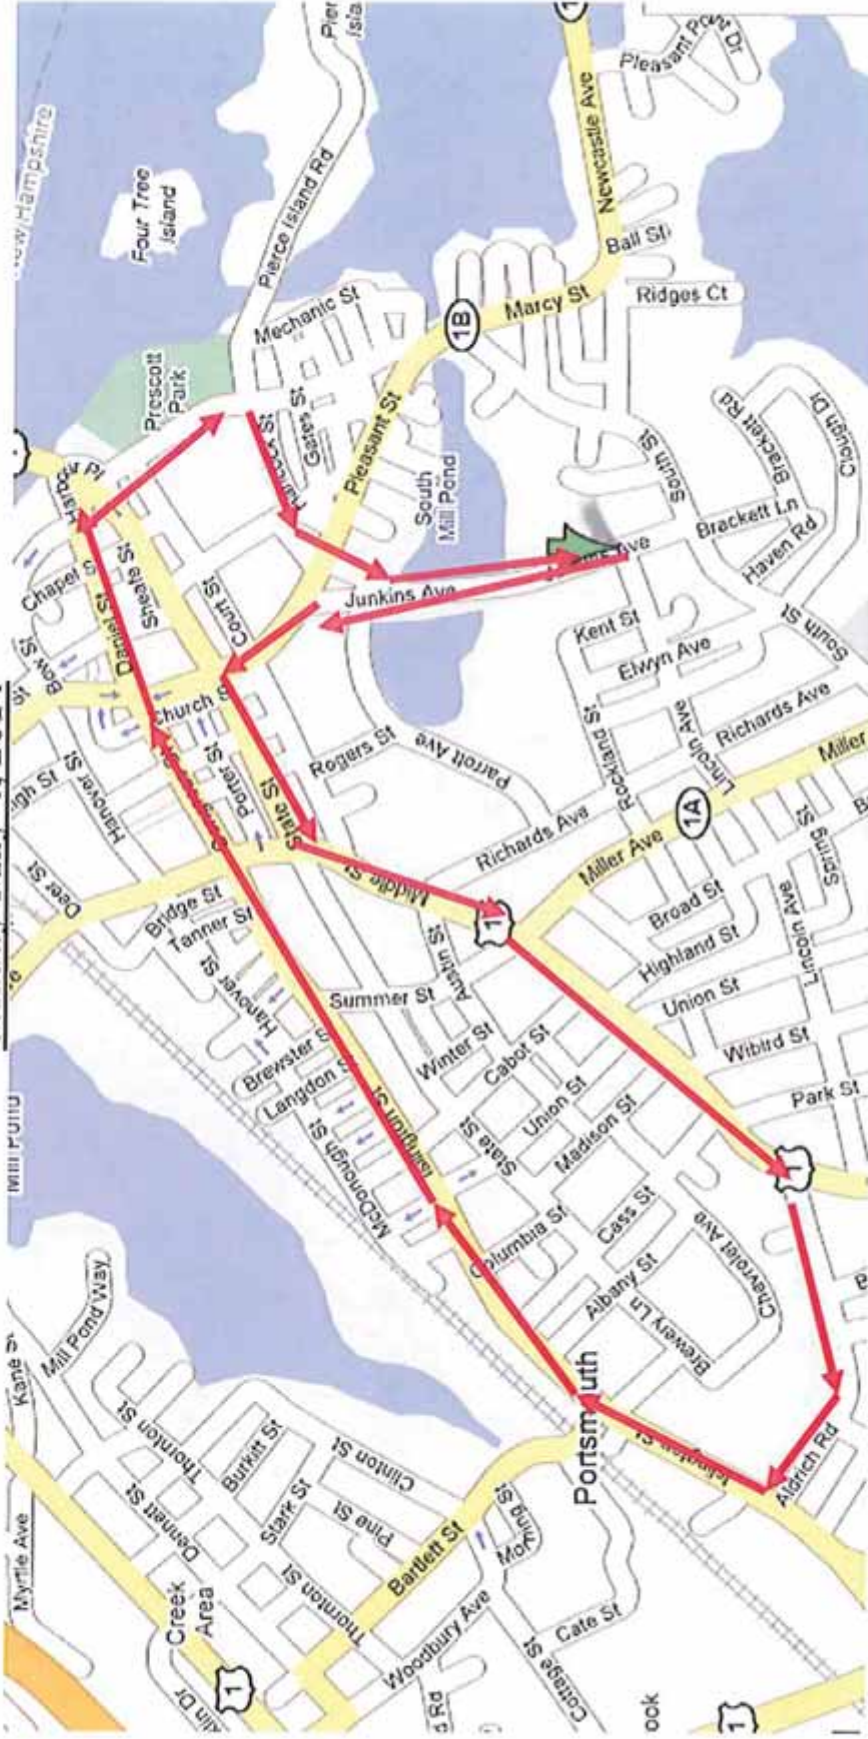 New Hampshire
Four Tree
Island
Pierce Island Rd
Pleasant Point Dr
Newcastle Ave
Ball St
Ridges Ct
Marcy St
1B
Mechanic St
Prescott
Park
Gates St
Hancock St
Pleasant St
South
Mill Pond
Harbour Pl
Chapel S
Sheafe St
Daniel St
Court St
Bow St
Church S
Junkins Ave
South St
Brackett Rd
Clough Dr
Brackett Ln
Haven Rd
Kent St
Elwyn Ave
South St
Richards Ave
Lincoln Ave
Rockland St
Rogers St
Parrott Ave
Richards Ave
Miller
Miller Ave
1A
Hanover St
Porter St
State St
Deer St
Bridge St
Tanner St
Hanover St
Middle St
1
Austin St
Summer St
Broad St
Highland St
Union St
Lincoln Ave
Spring St
Wibird St
Park St
Brewster S
Langdon S
Islington St
McDonough St
Winter St
Cabot St
State St
Union St
Madison St
1
Columbia St
Cass St
Albany St
Brewery Ln
Chevrolet Ave
Mill Pond
Mill Pond Way
Kane St
Thornton St
Burkitt St
Dennett St
Stark St
Clinton St
Pine St
Thornton St
Bartlett St
Portsmouth
Islington St
Aldrich Rd
Morning St
Myrtle Ave
Creek
Area
1
Woodbury Ave
Cottage St
Cate St
ook
1